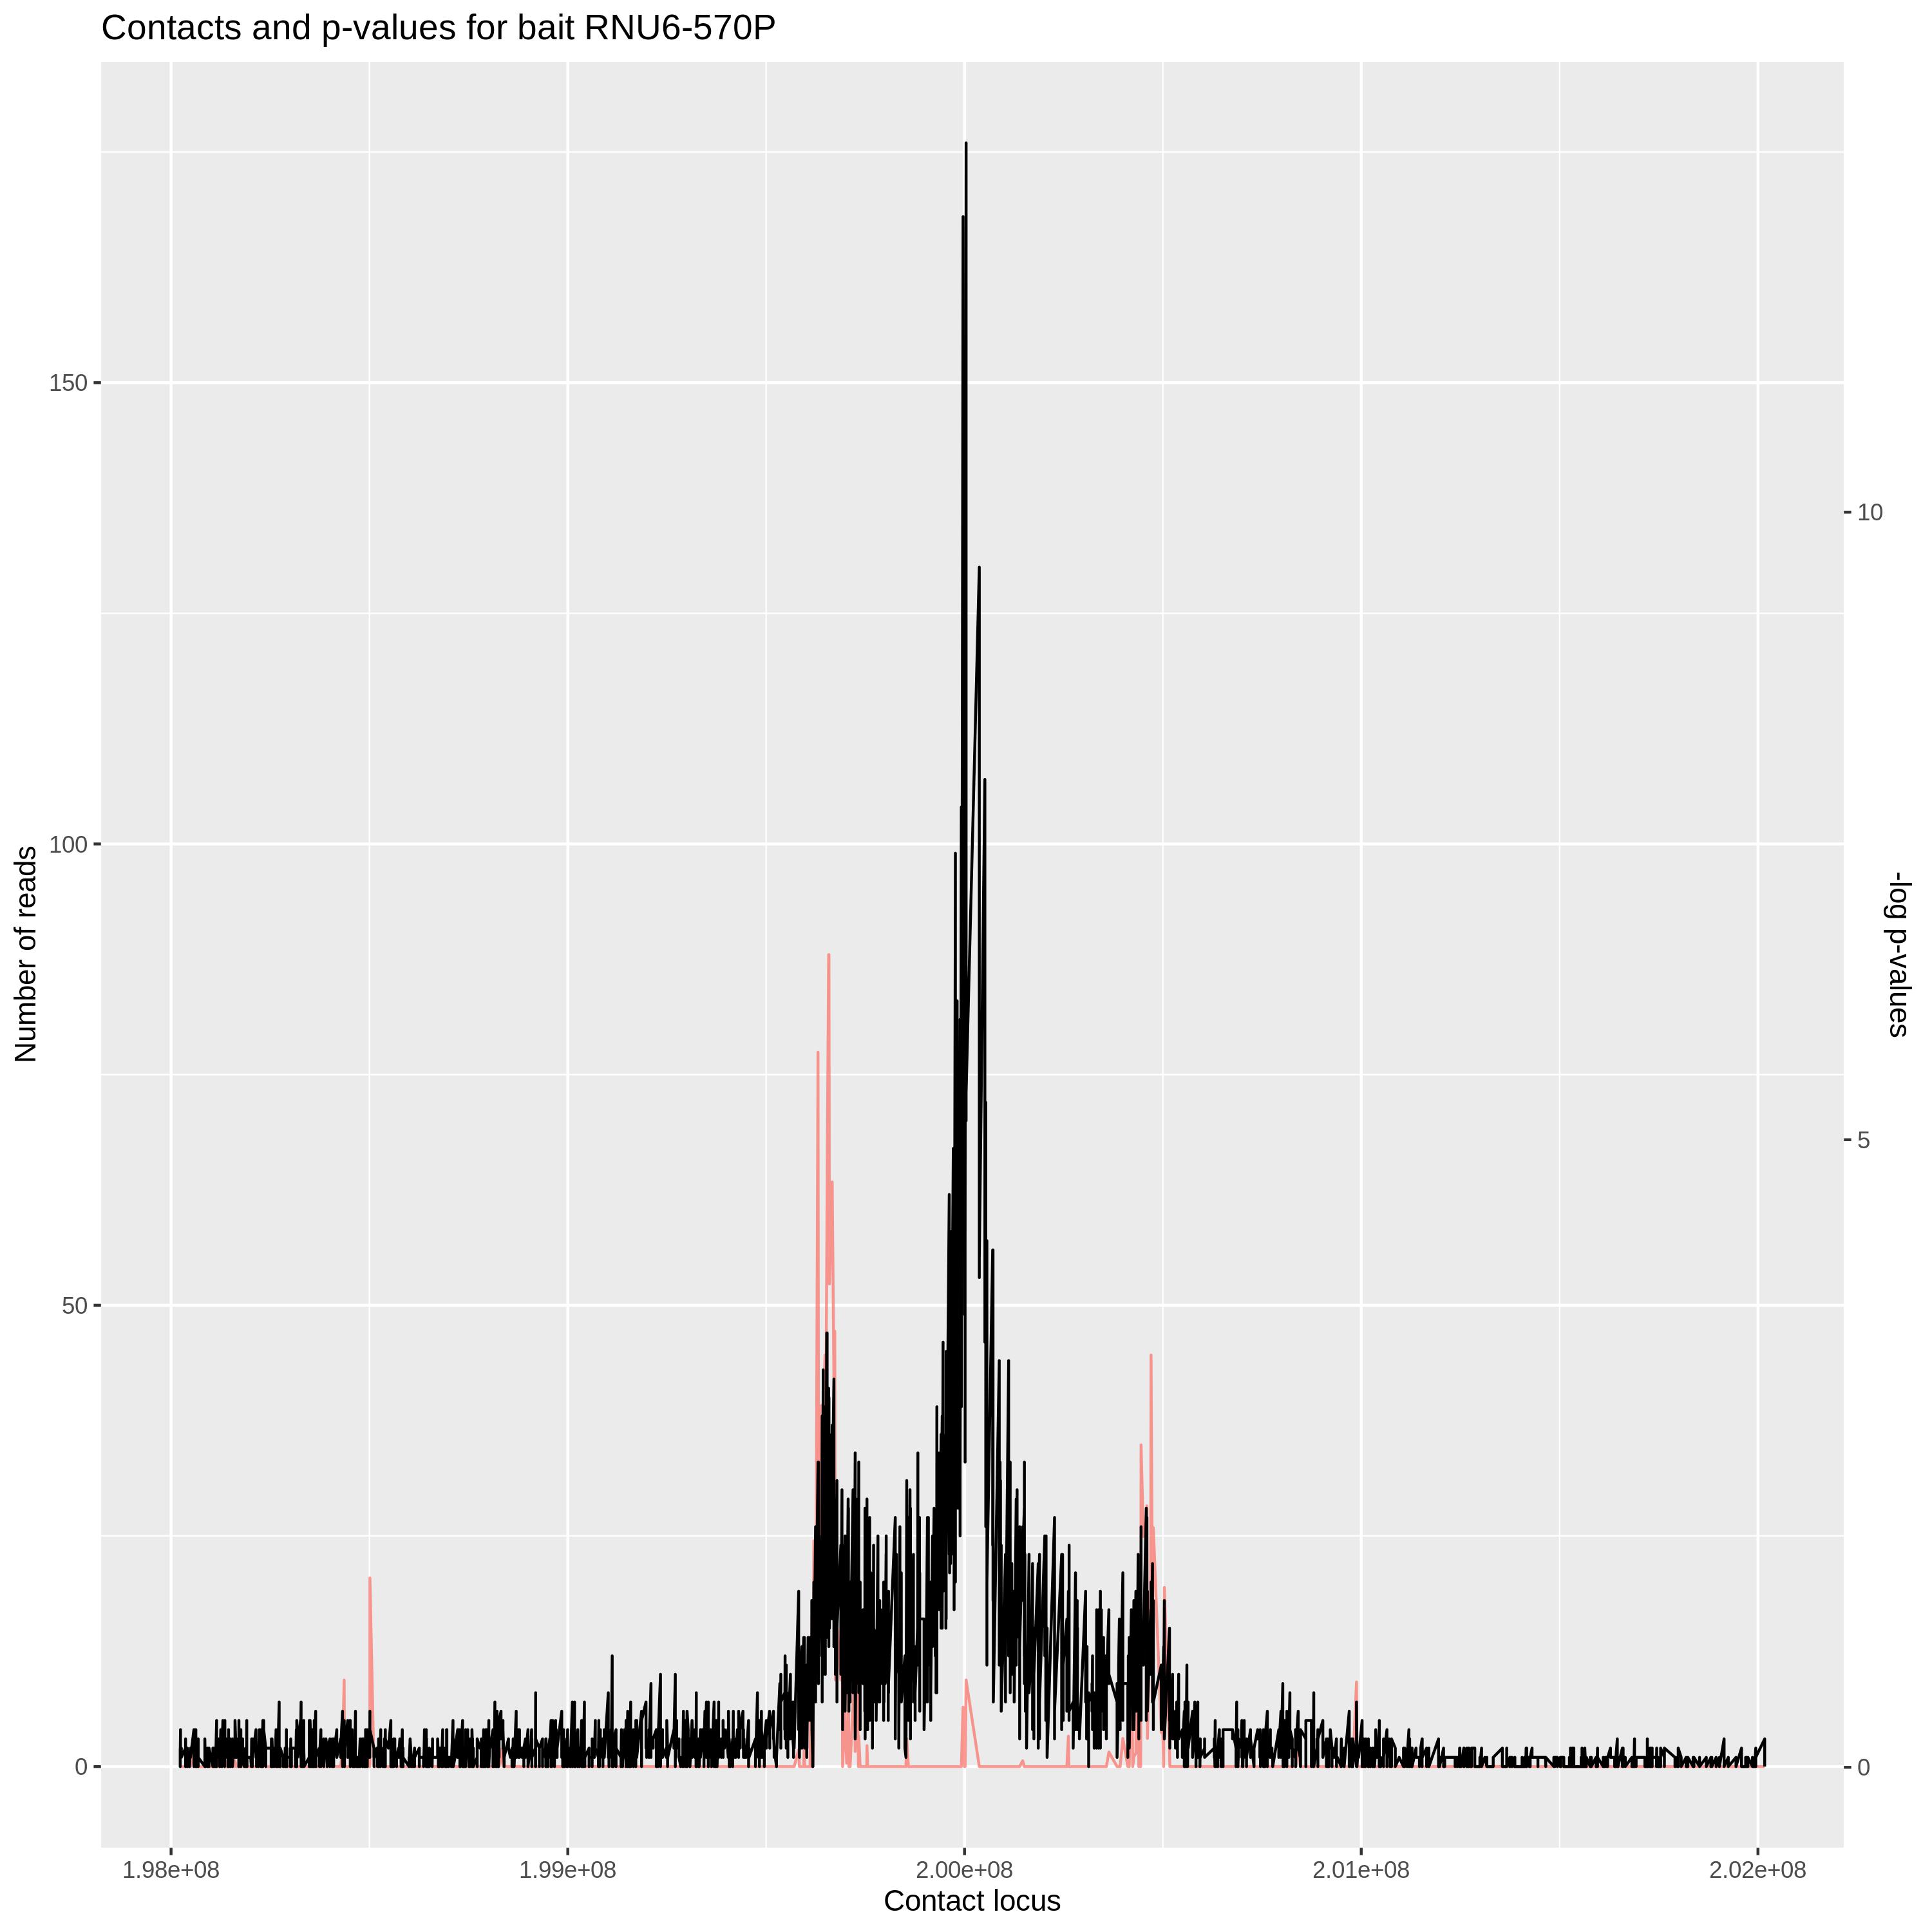 Contacts and p-values for bait RNU6-570P
150
100
50
0
Number of reads
10
5
0
-log p-values
1.98e+08
1.99e+08
2.00e+08
2.01e+08
2.02e+08
Contact locus